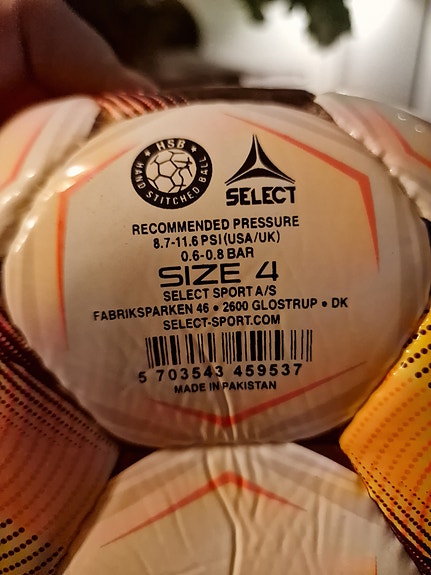 HSB
HAND STITCHED BALL
SELECT
RECOMMENDED PRESSURE
8.7-11.6 PSI(USA/UK)
0.6-0.8 BAR
SIZE 4
SELECT SPORT A/S
FABRIKSPARKEN 46 • 2600 GLOSTRUP • DK
SELECT-SPORT.COM
5 703543 459537
MADE IN PAKISTAN